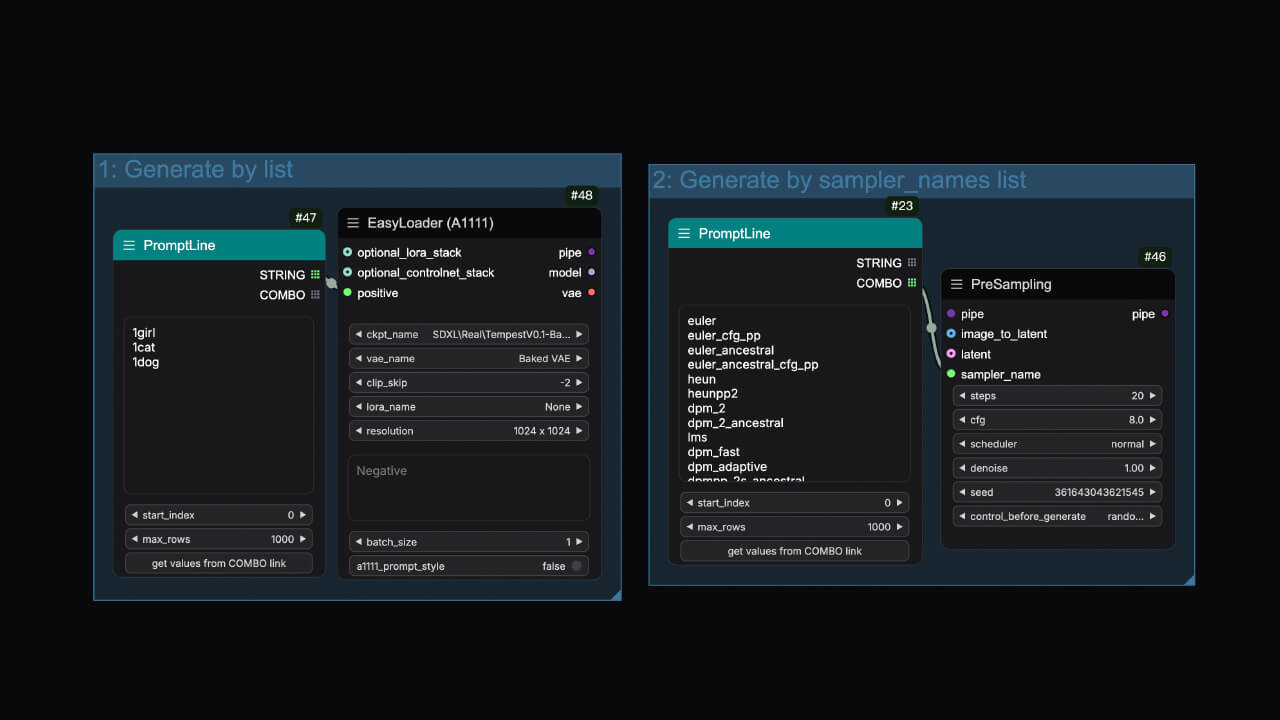 1: Generate by list
#47
PromptLine
STRING
COMBO
1girl
1cat
1dog
start_index 0
max_rows 1000
get values from COMBO link
#48
EasyLoader (A1111)
optional_lora_stack pipe
optional_controlnet_stack model
positive vae
ckpt_name SDXL\Real\TempestV0.1-Ba...
vae_name Baked VAE
clip_skip -2
lora_name None
resolution 1024 x 1024
Negative
batch_size 1
a1111_prompt_style false
2: Generate by sampler_names list
#23
PromptLine
STRING
COMBO
euler
euler_cfg_pp
euler_ancestral
euler_ancestral_cfg_pp
heun
heunpp2
dpm_2
dpm_2_ancestral
lms
dpm_fast
dpm_adaptive
dpmpp_2s_ancestral
start_index 0
max_rows 1000
get values from COMBO link
#46
PreSampling
pipe pipe
image_to_latent
latent
sampler_name
steps 20
cfg 8.0
scheduler normal
denoise 1.00
seed 361643043621545
control_before_generate rando...